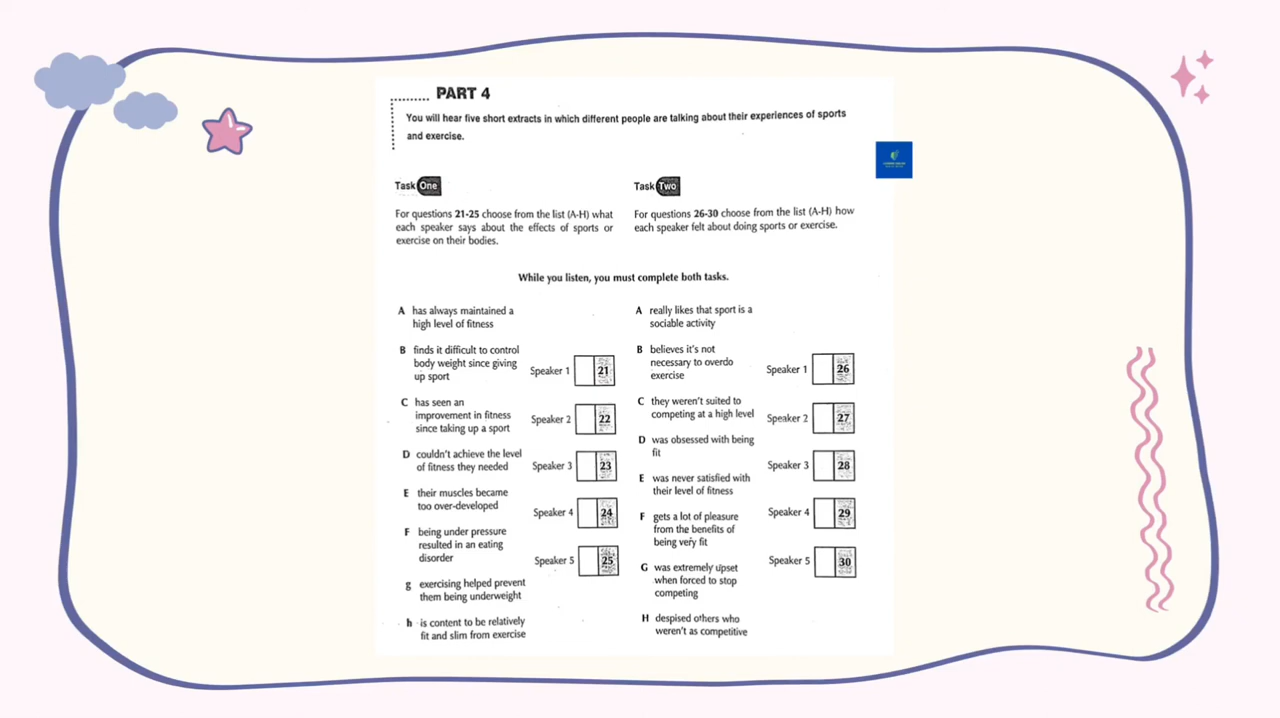 PART 4
You will hear five short extracts in which different people are talking about their experiences of sports
and exercise.
Task One
For questions 21-25 choose from the list (A-H) what
each speaker says about the effects of sports or
exercise on their bodies.
Task Two
For questions 26-30 choose from the list (A-H) how
each speaker felt about doing sports or exercise.
While you listen, you must complete both tasks.
A has always maintained a
high level of fitness
B finds it difficult to control
body weight since giving
up sport
C has seen an
improvement in fitness
since taking up a sport
D couldn't achieve the level
of fitness they needed
E their muscles became
too over-developed
F being under pressure
resulted in an eating
disorder
g exercising helped prevent
them being underweight
h is content to be relatively
fit and slim from exercise
Speaker 1 21
Speaker 2 22
Speaker 3 23
Speaker 4 24
Speaker 5 25
A really likes that sport is a
sociable activity
B believes it's not
necessary to overdo
exercise
C they weren't suited to
competing at a high level
D was obsessed with being
fit
E was never satisfied with
their level of fitness
F gets a lot of pleasure
from the benefits of
being very fit
G was extremely upset
when forced to stop
competing
H despised others who
weren't as competitive
Speaker 1 26
Speaker 2 27
Speaker 3 28
Speaker 4 29
Speaker 5 30